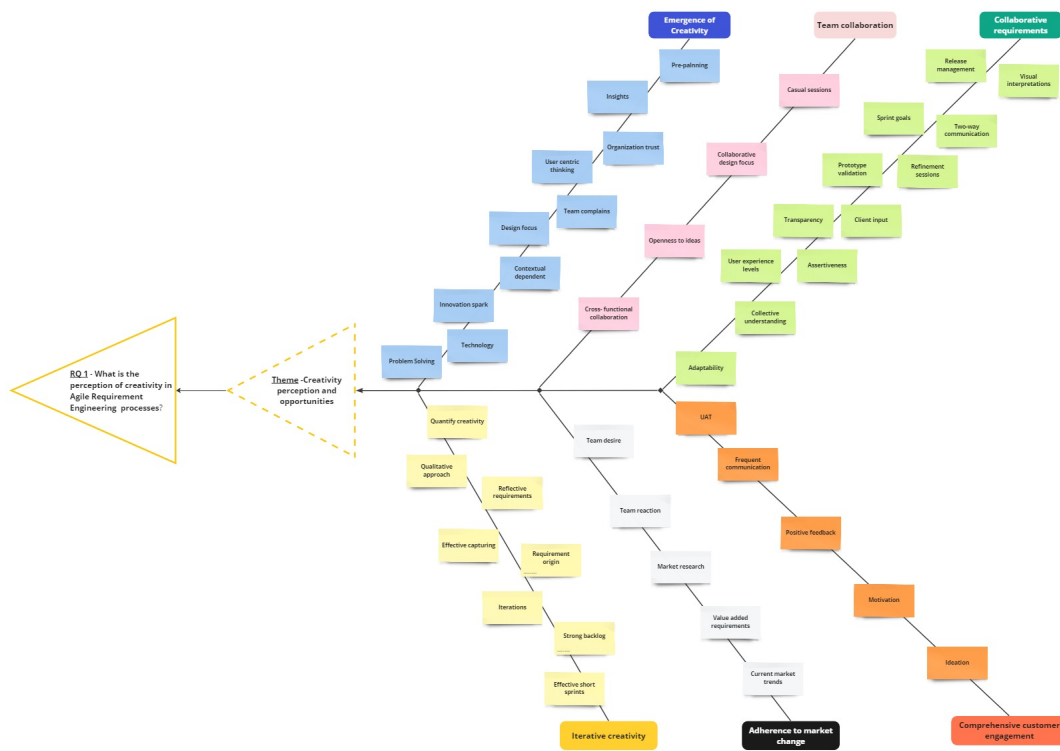 Emergence of
Creativity
Team collaboration
Collaborative
requirements
Pre-palnning
Insights
Organization trust
User centric
thinking
Team complains
Design focus
Contextual
dependent
Innovation spark
Technology
Problem Solving
Casual sessions
Collaborative
design focus
Openness to ideas
Cross- functional
collaboration
Release
management
Visual
interpretations
Sprint goals
Two-way
communication
Prototype
validation
Refinement
sessions
Transparency
Client input
User experience
levels
Assertiveness
Collective
understanding
Adaptability
RQ 1 - What is the
perception of creativity in
Agile Requirement
Engineering processes?
Theme -Creativity
perception and
opportunities
Quantify creativity
Qualitative
approach
Reflective
requirements
Effective capturing
Requirement
origin
Iterations
Strong backlog
Effective short
sprints
Team desire
Team reaction
Market research
Value added
requirements
Current market
trends
UAT
Frequent
communication
Positive feedback
Motivation
Ideation
Iterative creativity
Adherence to market
change
Comprehensive customer
engagement